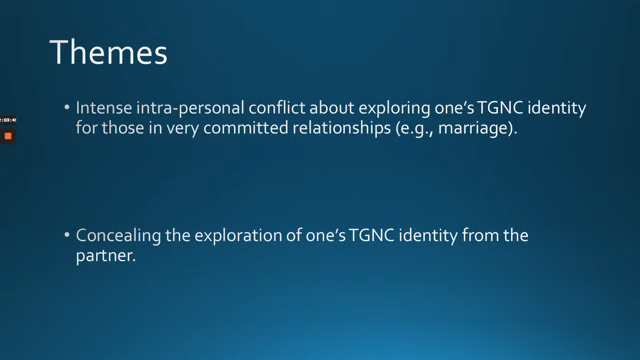 Themes
• Intense intra-personal conflict about exploring one's TGNC identity
for those in very committed relationships (e.g., marriage).
• Concealing the exploration of one's TGNC identity from the
partner.